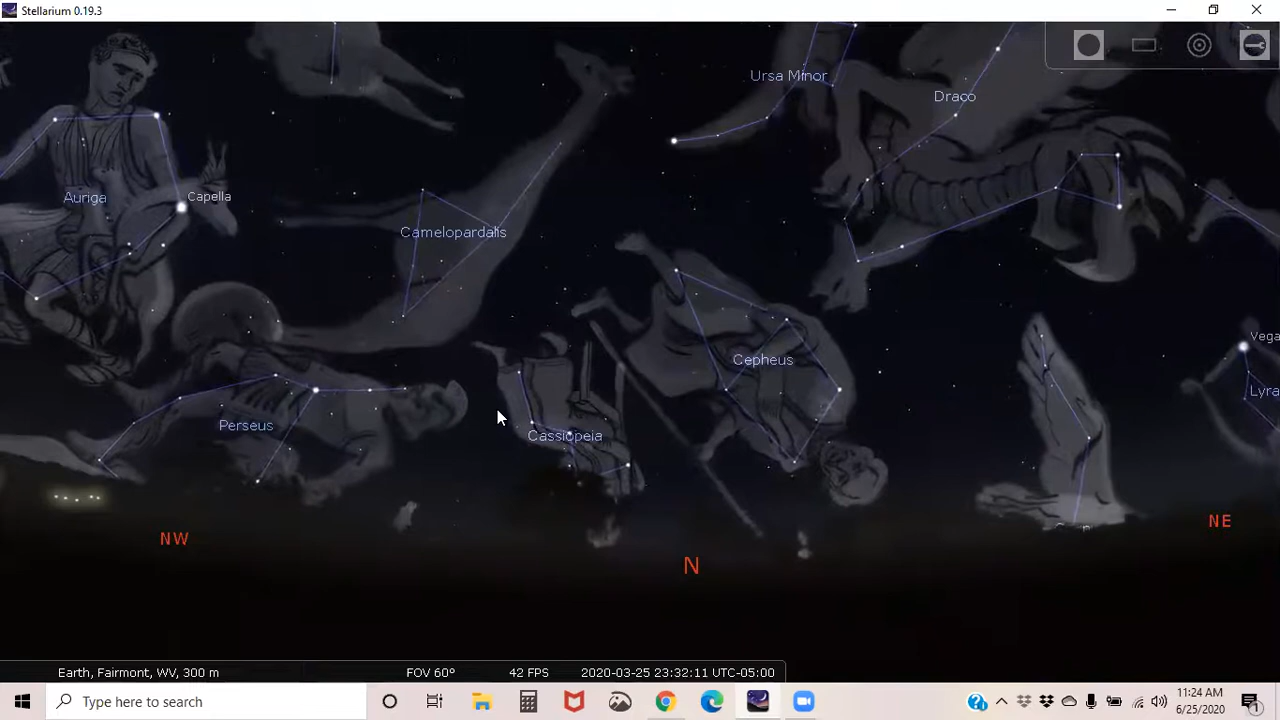 Stellarium 0.19.3
Ursa Minor
Draco
Auriga
Capella
Camelopardalis
Vega
Cepheus
Lyra
Perseus
Cassiopeia
NW
N
NE
Earth, Fairmont, WV, 300 m
FOV 60°
42 FPS
2020-03-25 23:32:11 UTC-05:00
Type here to search
11:24 AM
6/25/2020
1